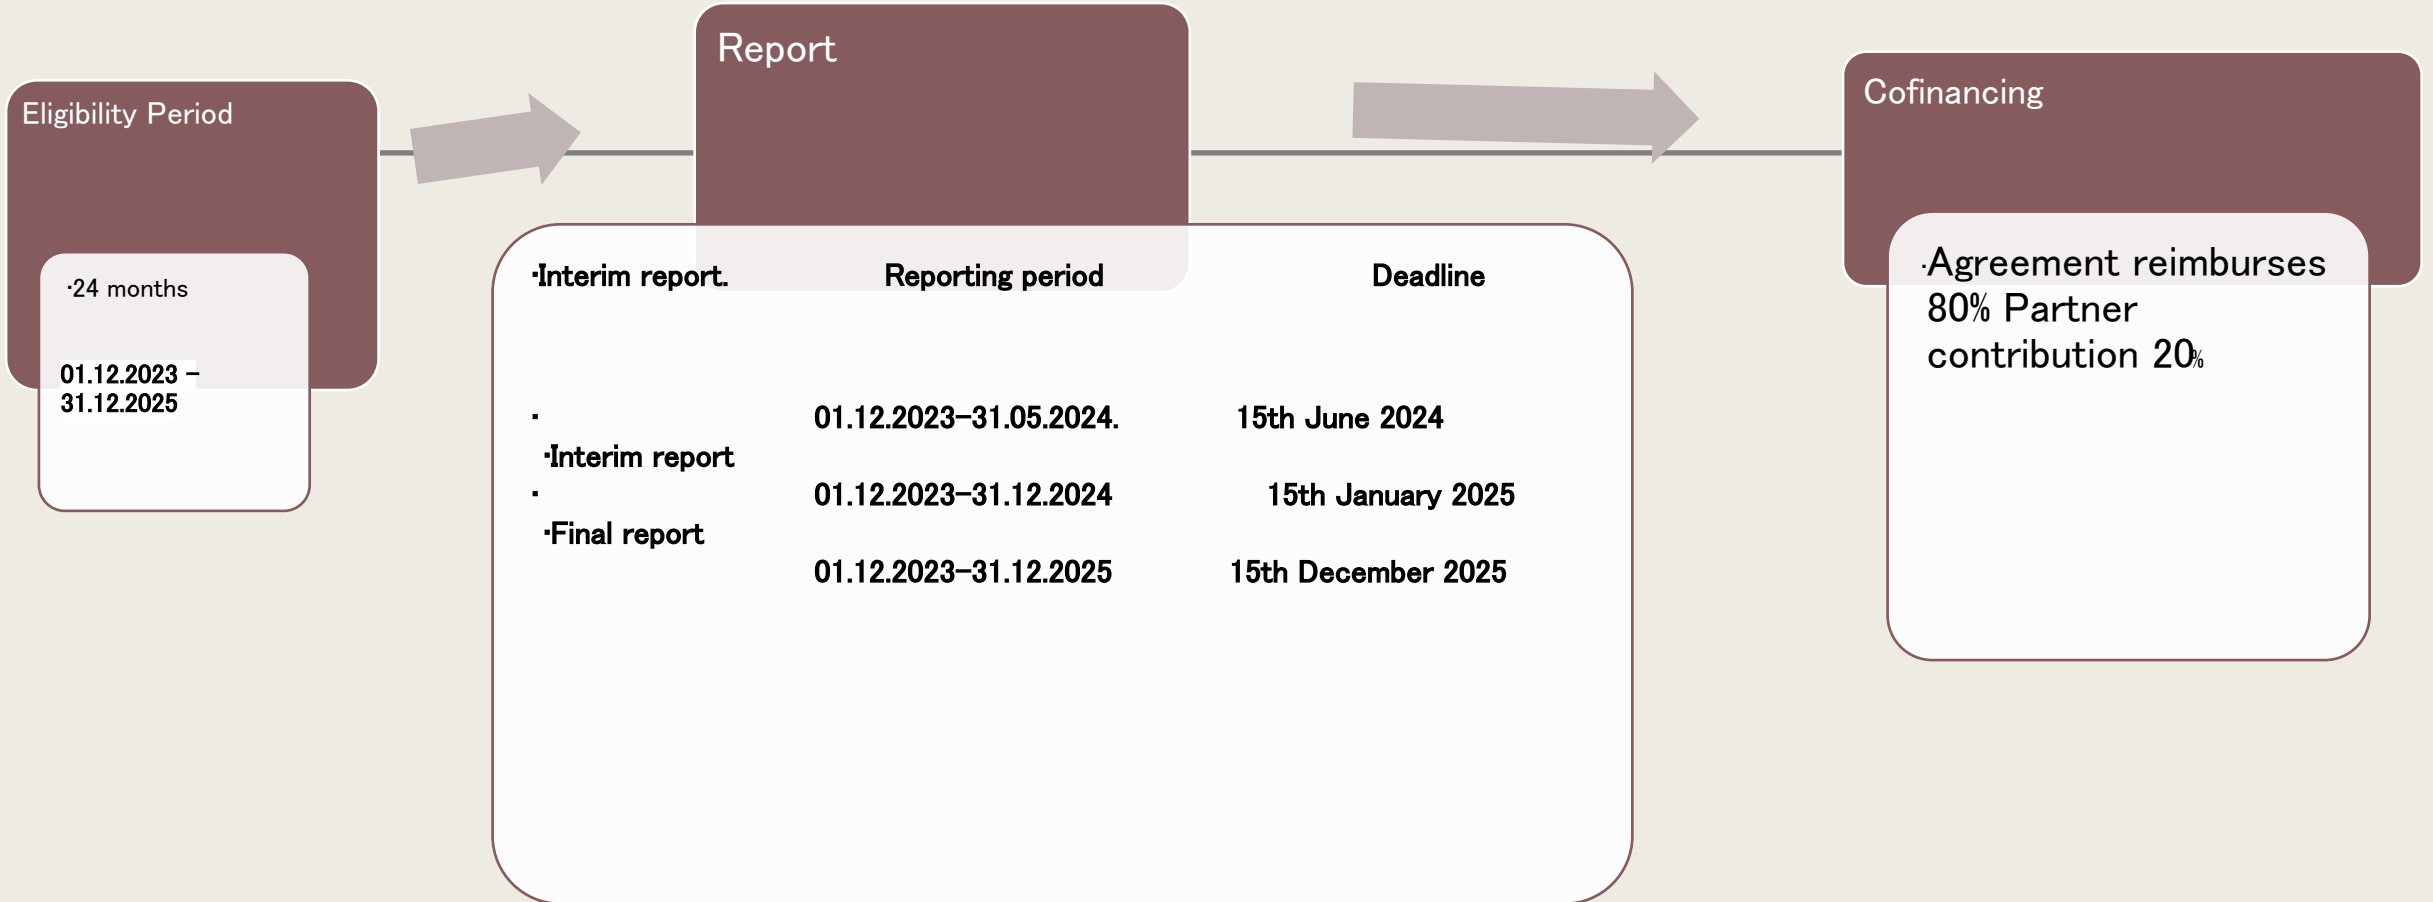 Eligibility Period
·24 months
01.12.2023 –
31.12.2025
Report
·Interim report. Reporting period Deadline
· 01.12.2023–31.05.2024. 15th June 2024
·Interim report
· 01.12.2023–31.12.2024 15th January 2025
·Final report
01.12.2023–31.12.2025 15th December 2025
Cofinancing
·Agreement reimburses
80% Partner
contribution 20%